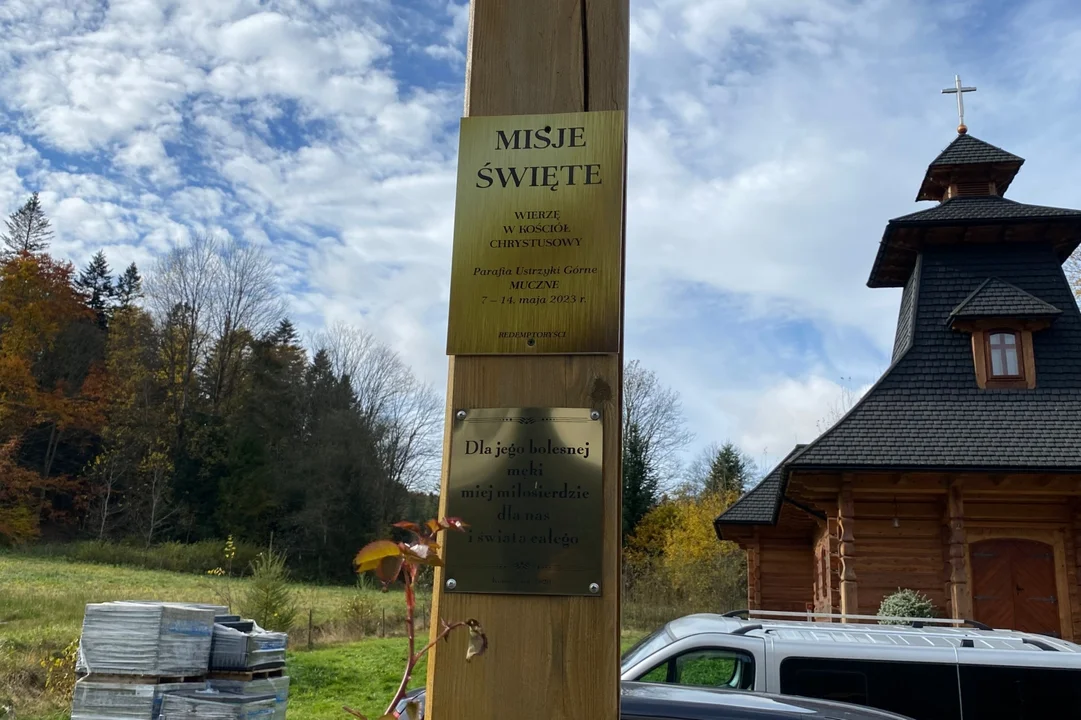 MISJE
ŚWIĘTE
WIERZĘ
W KOŚCIÓŁ
CHRYSTUSOWY
Parafia Ustrzyki Górne
MUCZNE
7 – 14. maja 2023 r.
REDEMPTORYŚCI
Dla jego bolesnej
męki
miej miłosierdzie
dla nas
i świata całego